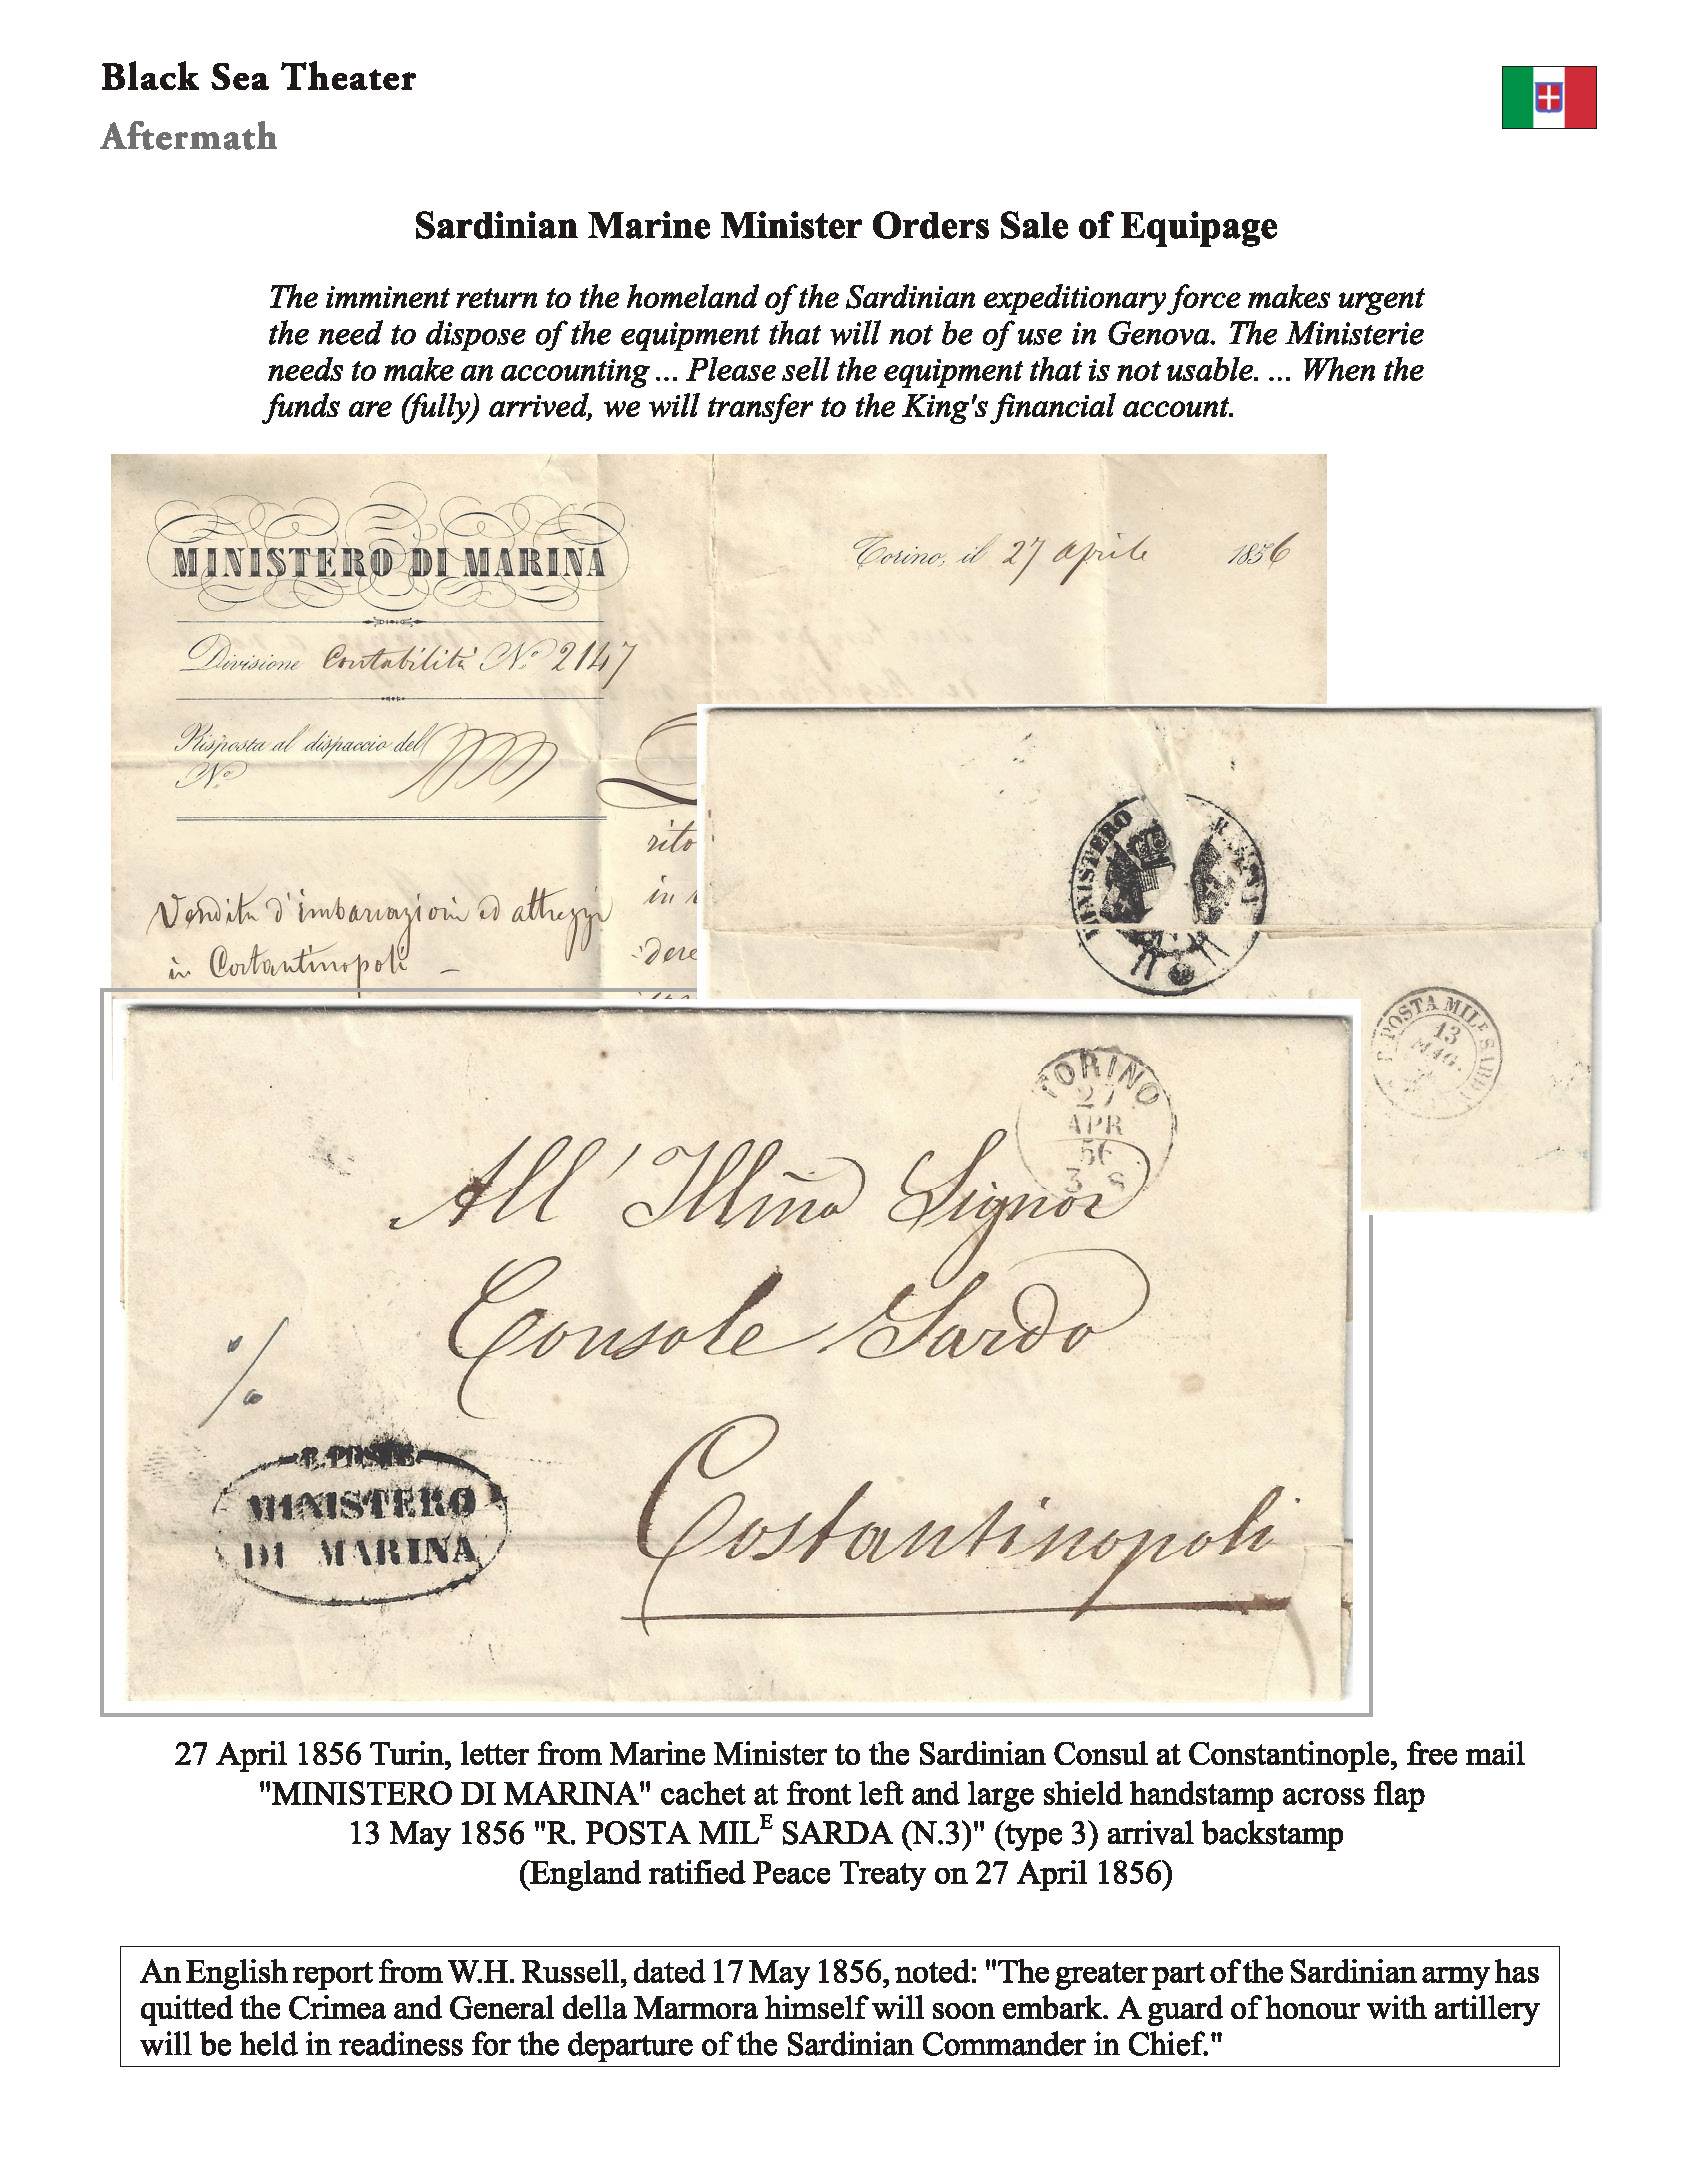 Black Sea Theater
Aftermath
Sardinian Marine Minister Orders Sale of Equipage
The imminent return to the homeland of the Sardinian expeditionary force makes urgent
the need to dispose of the equipment that will not be of use in Genova. The Ministerie
needs to make an accounting ... Please sell the equipment that is not usable. ... When the
funds are (fully) arrived, we will transfer to the King's financial account.
MINISTERO DI MARINA
Torino, il 27 aprile 1856
Divisione Contabilità N.º 2147
Risposta al dispaccio del
N.º
rito
in
dere
Vendita d'imbarcazioni ed attrezzi
in Costantinopoli –
MINISTERO
R. POSTA MILE SARDA
13
MAG.
TORINO
27
APR
56
3 S
All' Illmo Signor
Console Sardo
Costantinopoli
R. POSTE
MINISTERO
DI MARINA
27 April 1856 Turin, letter from Marine Minister to the Sardinian Consul at Constantinople, free mail
"MINISTERO DI MARINA" cachet at front left and large shield handstamp across flap
13 May 1856 "R. POSTA MILE SARDA (N.3)" (type 3) arrival backstamp
(England ratified Peace Treaty on 27 April 1856)
An English report from W.H. Russell, dated 17 May 1856, noted: "The greater part of the Sardinian army has
quitted the Crimea and General della Marmora himself will soon embark. A guard of honour with artillery
will be held in readiness for the departure of the Sardinian Commander in Chief."